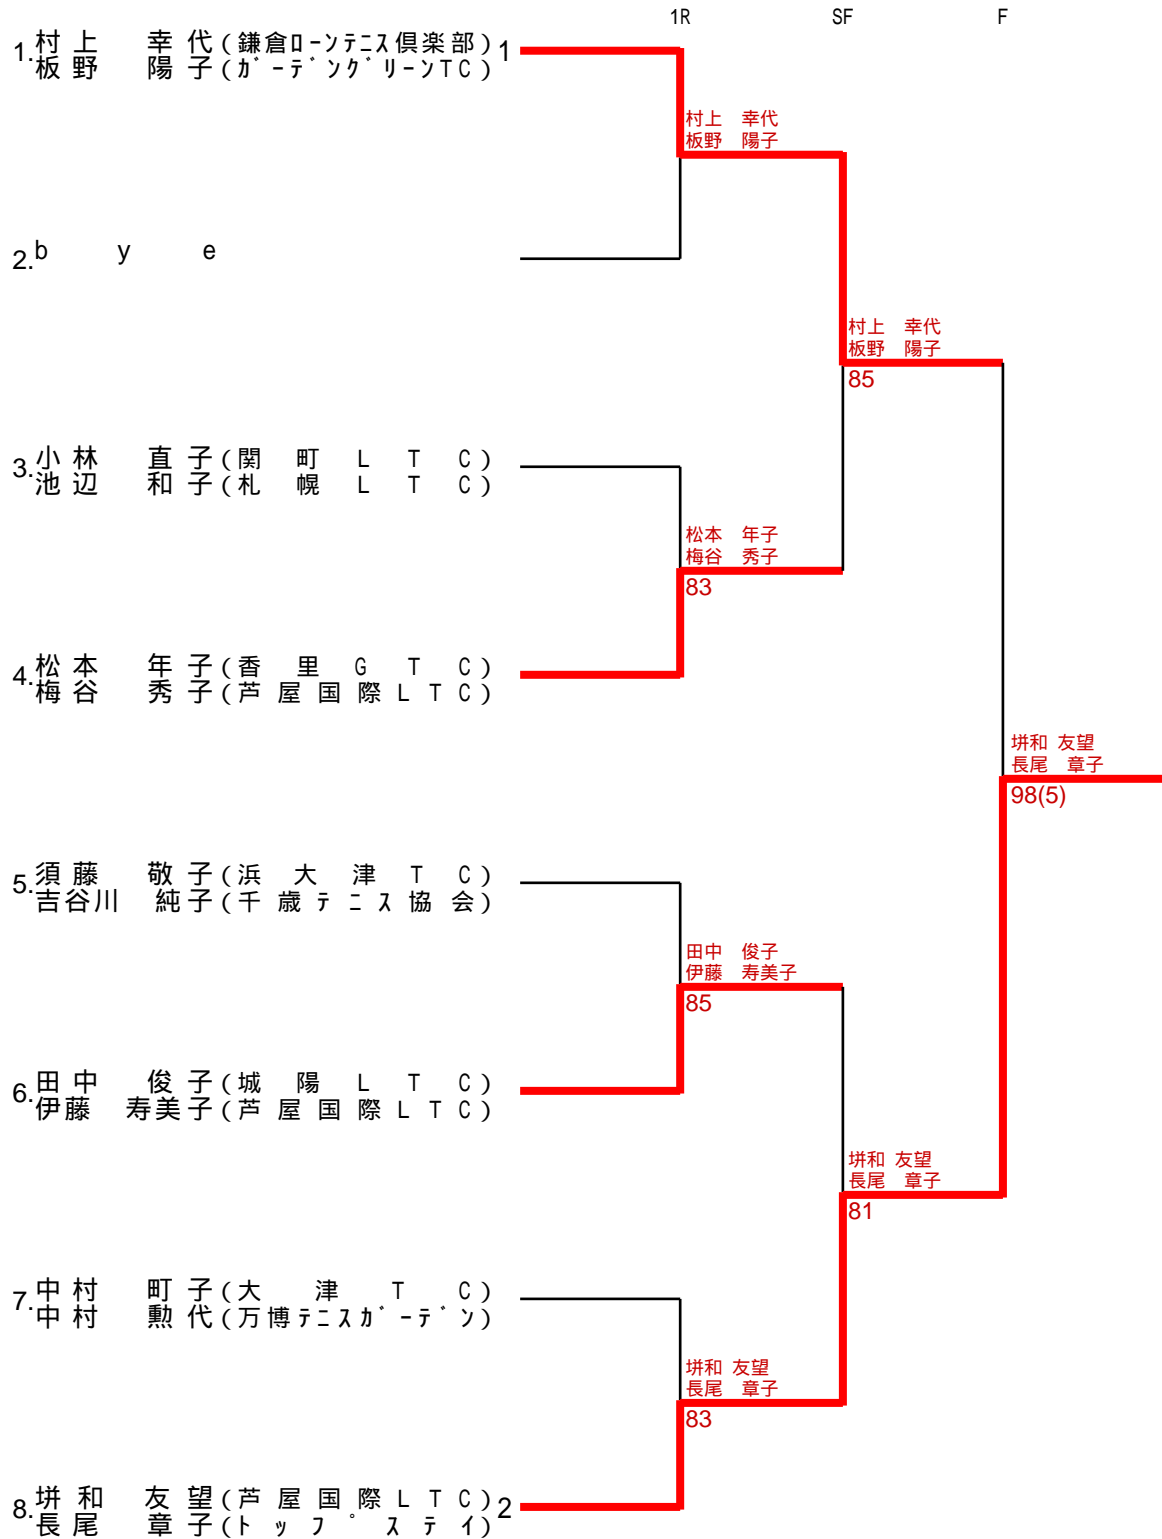 1R SF F
1. 村上 幸代(鎌倉ローンテニス倶楽部) 1
板野 陽子(ガーデングリーンTC)
村上 幸代
板野 陽子
2. bye
村上 幸代
板野 陽子
85
3. 小林 直子(関町LTC)
池辺 和子(札幌LTC)
松本 年子
梅谷 秀子
83
4. 松本 年子(香里GTC)
梅谷 秀子(芦屋国際LTC)
垪和 友望
長尾 章子
98(5)
5. 須藤 敬子(浜大津TC)
吉谷川 純子(千歳テニス協会)
田中 俊子
伊藤 寿美子
85
6. 田中 俊子(城陽LTC)
伊藤 寿美子(芦屋国際LTC)
垪和 友望
長尾 章子
81
7. 中村 町子(大津TC)
中村 勲代(万博テニスガーデン)
垪和 友望
長尾 章子
83
8. 垪和 友望(芦屋国際LTC) 2
長尾 章子(トップステイ)